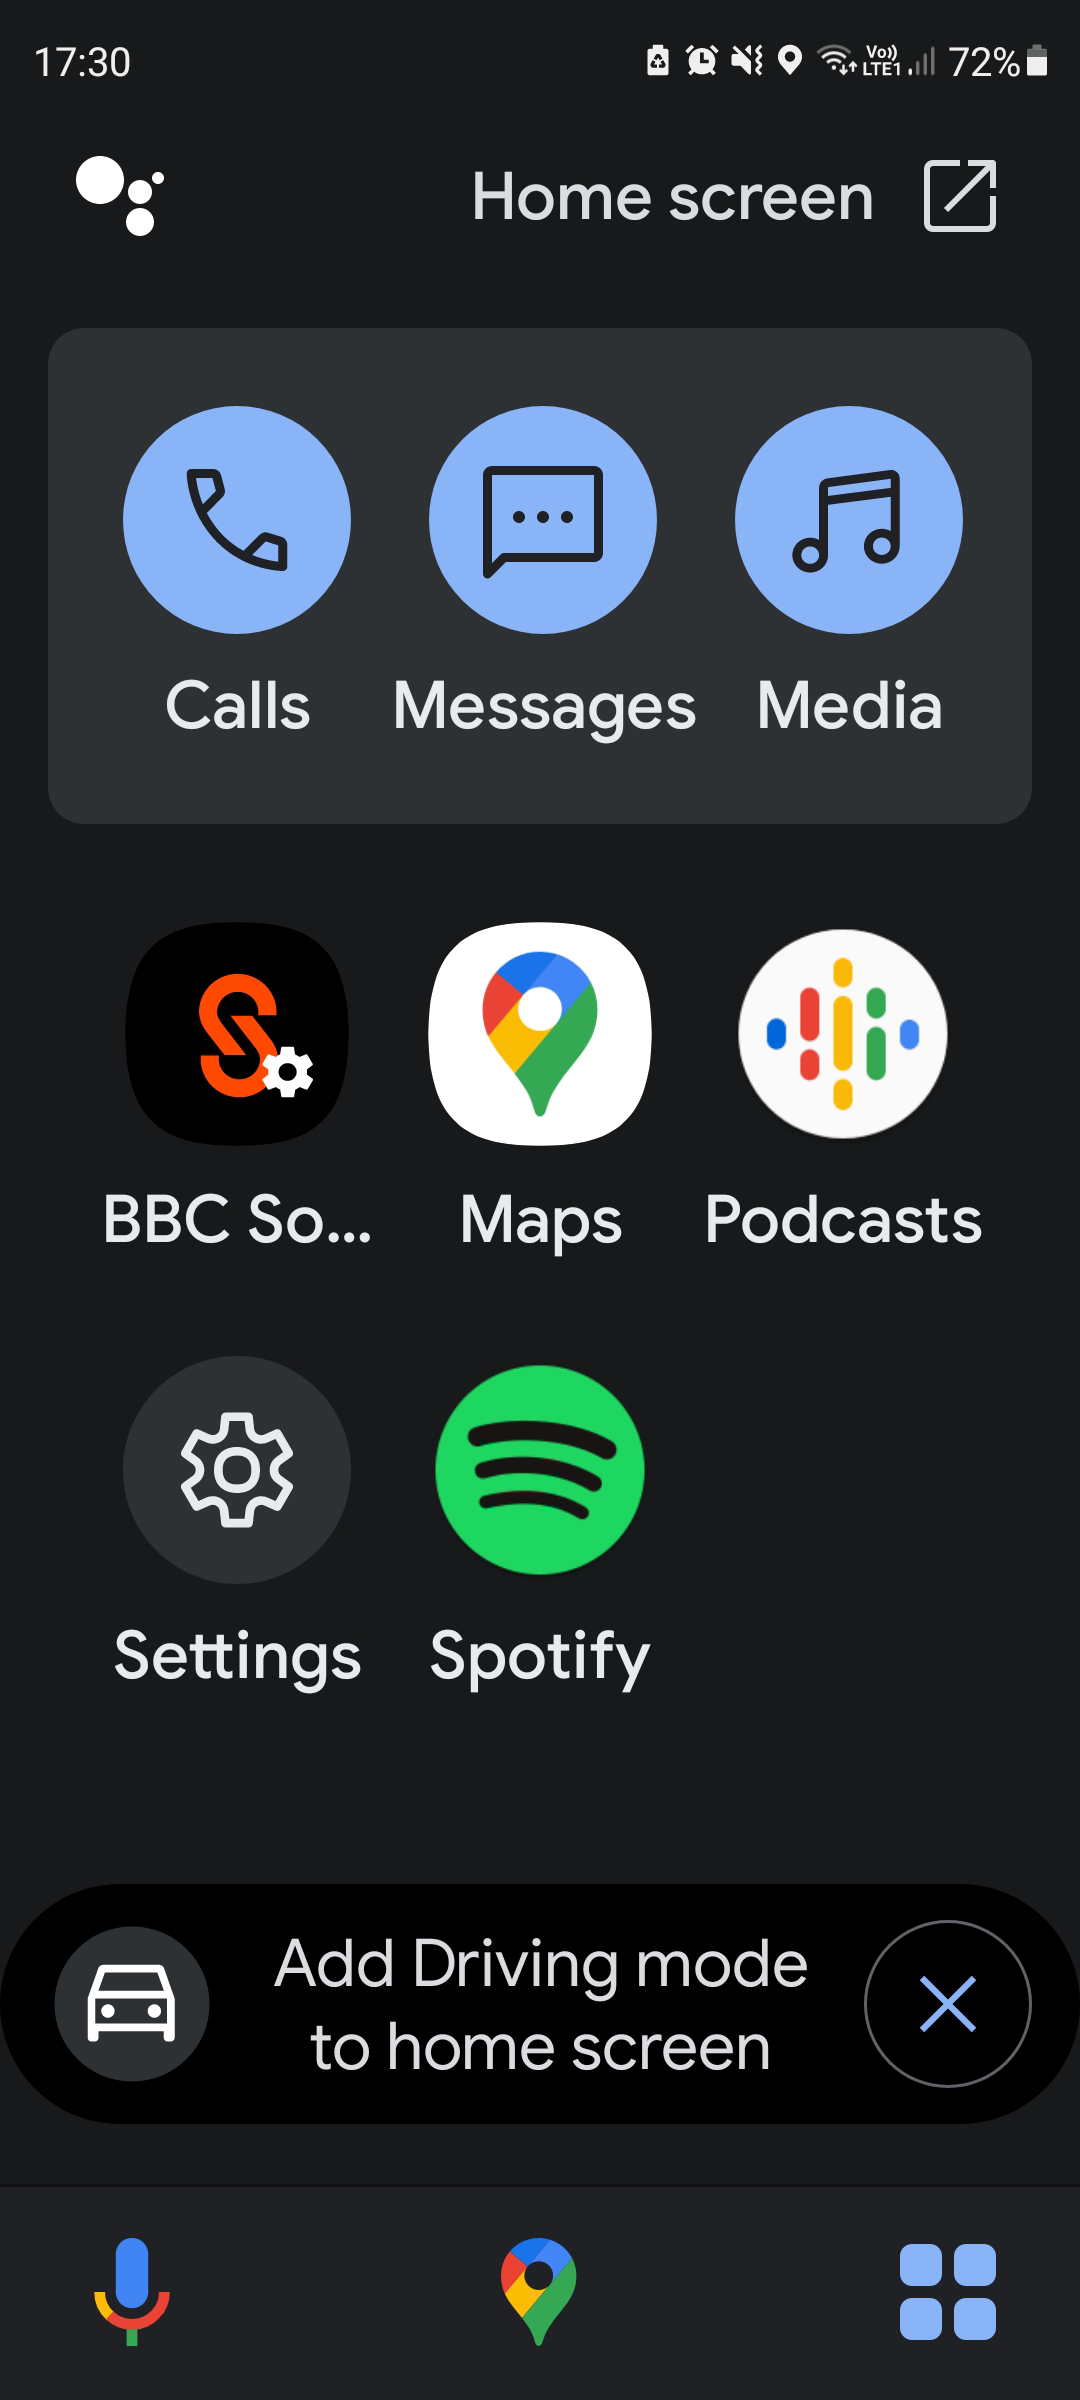 17:30 Vo)) LTE1 72%
Home screen
Calls Messages Media
BBC So... Maps Podcasts
Settings Spotify
Add Driving mode
to home screen